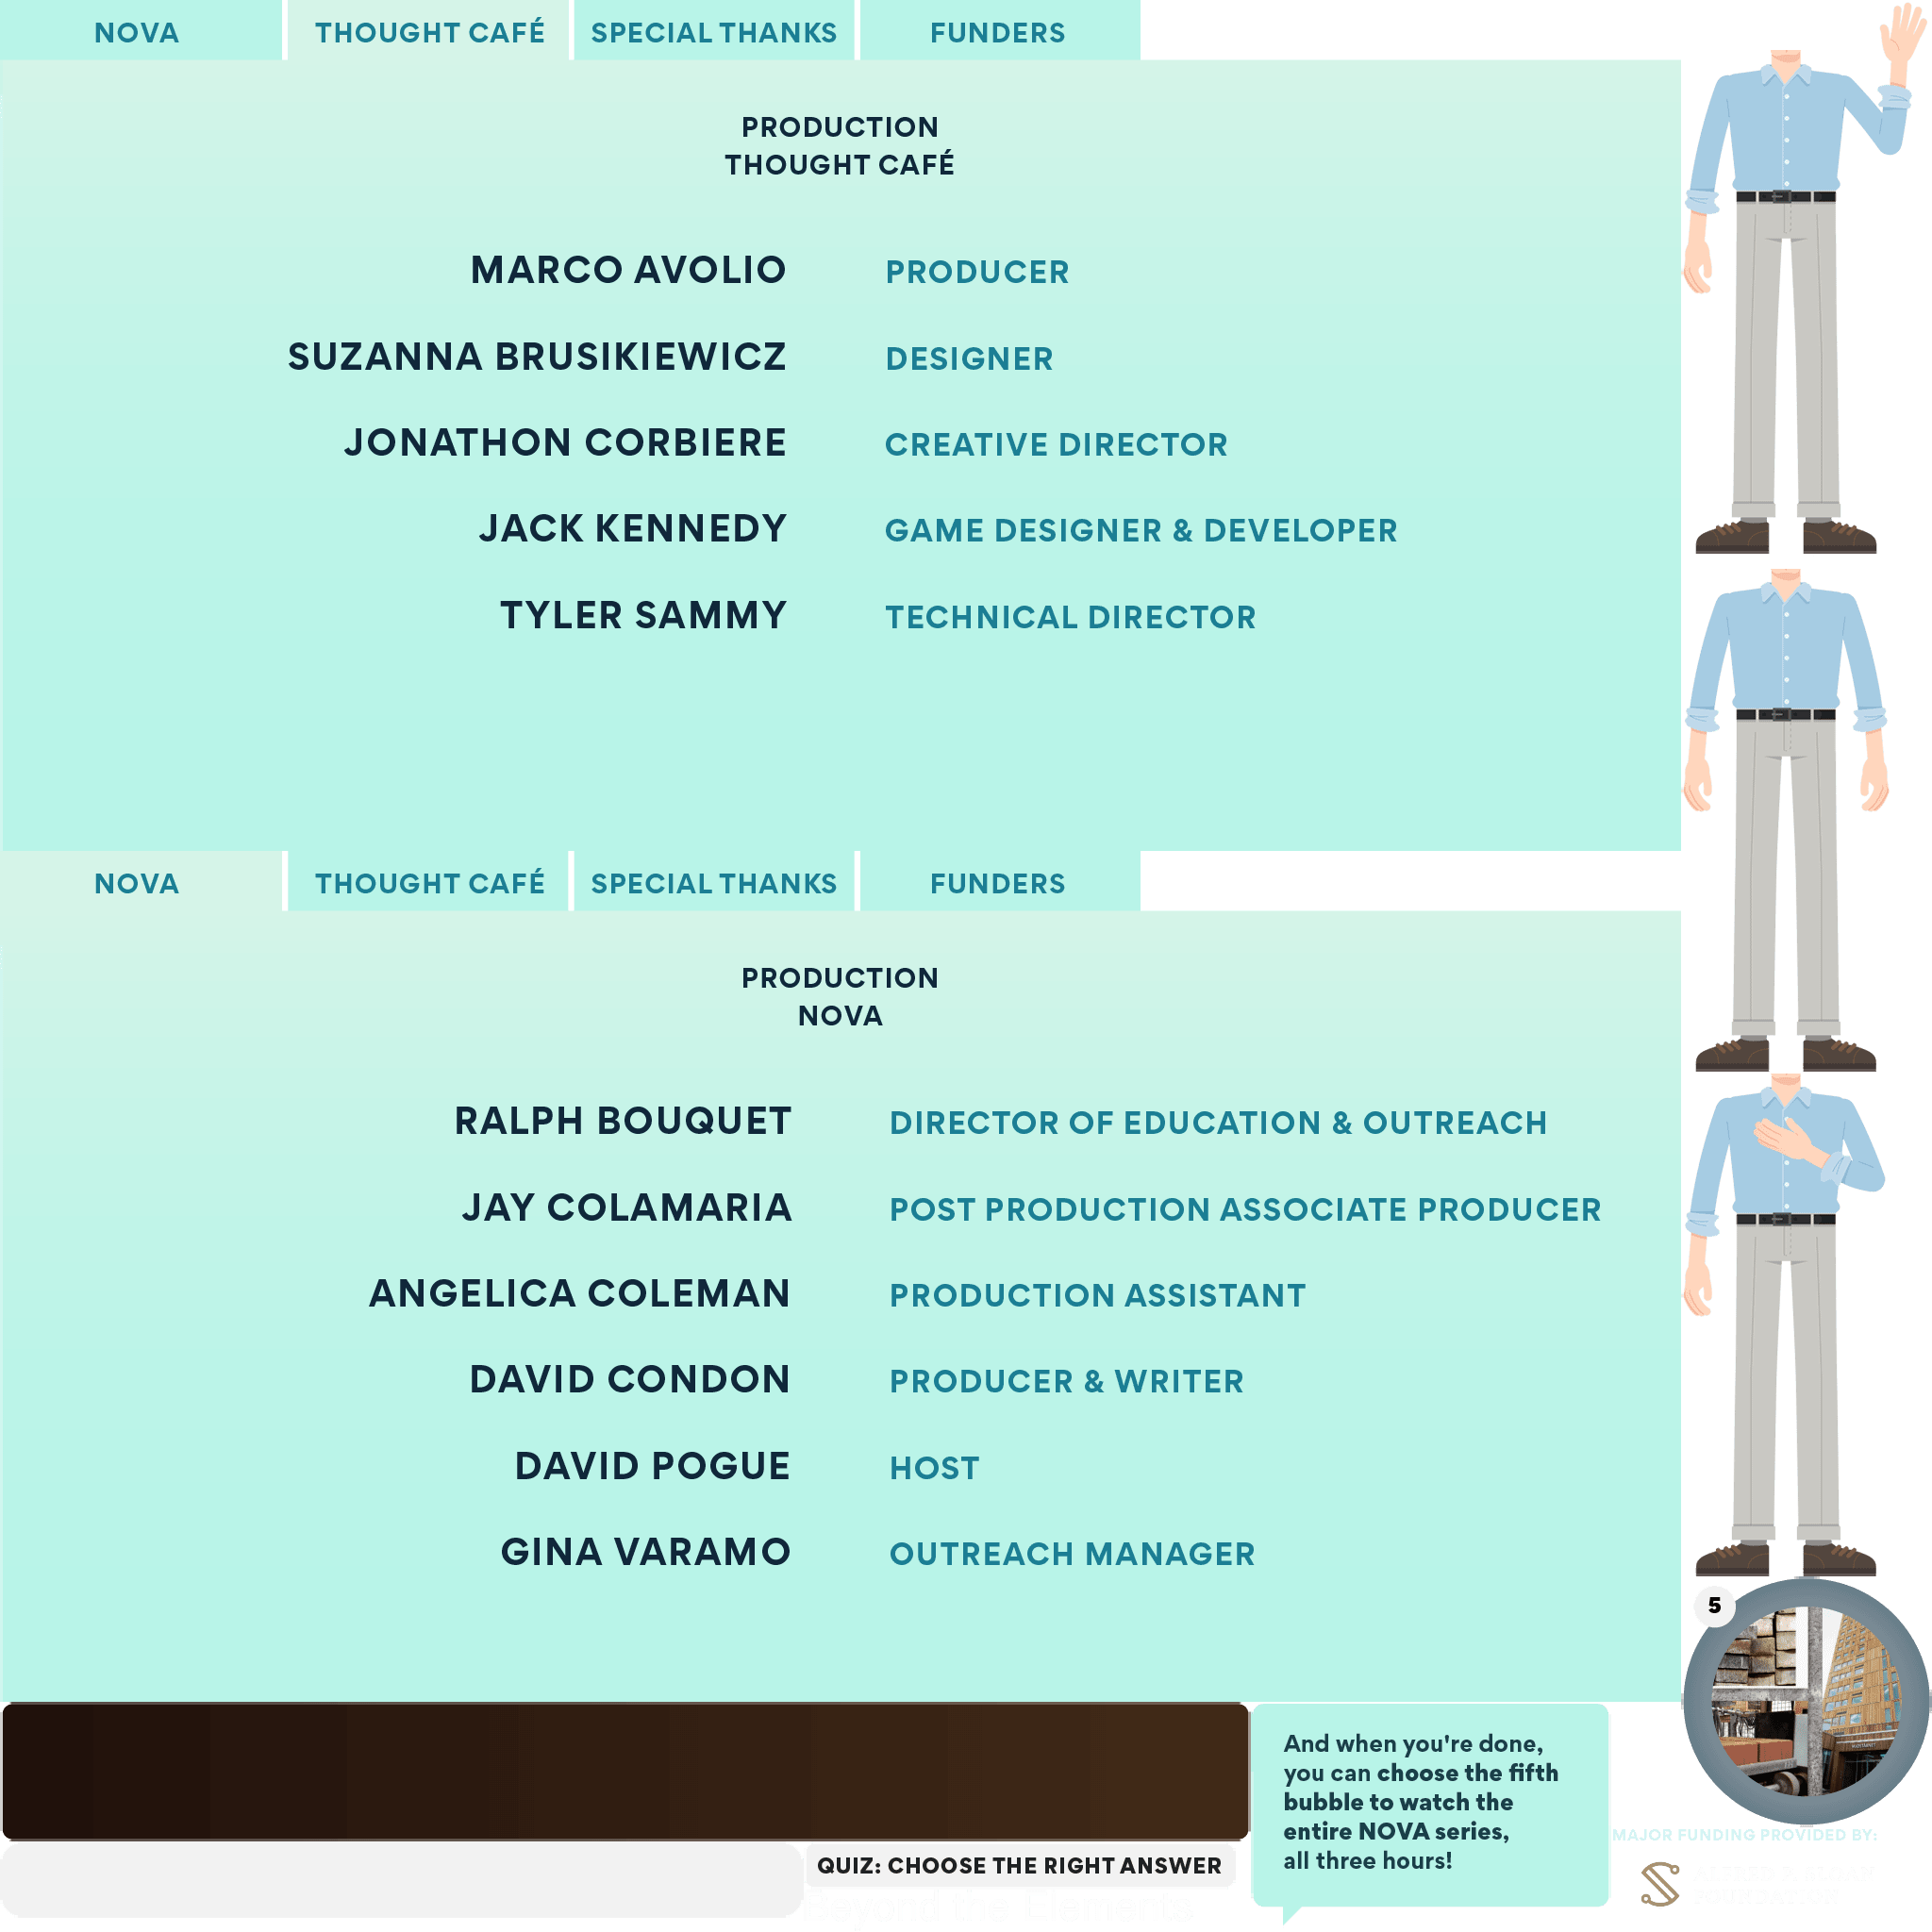 NOVA THOUGHT CAFÉ SPECIAL THANKS FUNDERS
PRODUCTION
THOUGHT CAFÉ
MARCO AVOLIO PRODUCER
SUZANNA BRUSIKIEWICZ DESIGNER
JONATHON CORBIERE CREATIVE DIRECTOR
JACK KENNEDY GAME DESIGNER & DEVELOPER
TYLER SAMMY TECHNICAL DIRECTOR
NOVA THOUGHT CAFÉ SPECIAL THANKS FUNDERS
PRODUCTION
NOVA
RALPH BOUQUET DIRECTOR OF EDUCATION & OUTREACH
JAY COLAMARIA POST PRODUCTION ASSOCIATE PRODUCER
ANGELICA COLEMAN PRODUCTION ASSISTANT
DAVID CONDON PRODUCER & WRITER
DAVID POGUE HOST
GINA VARAMO OUTREACH MANAGER
5
And when you're done,
you can choose the fifth
bubble to watch the
entire NOVA series,
all three hours!
MAJOR FUNDING PROVIDED BY:
QUIZ: CHOOSE THE RIGHT ANSWER
Beyond the Elements